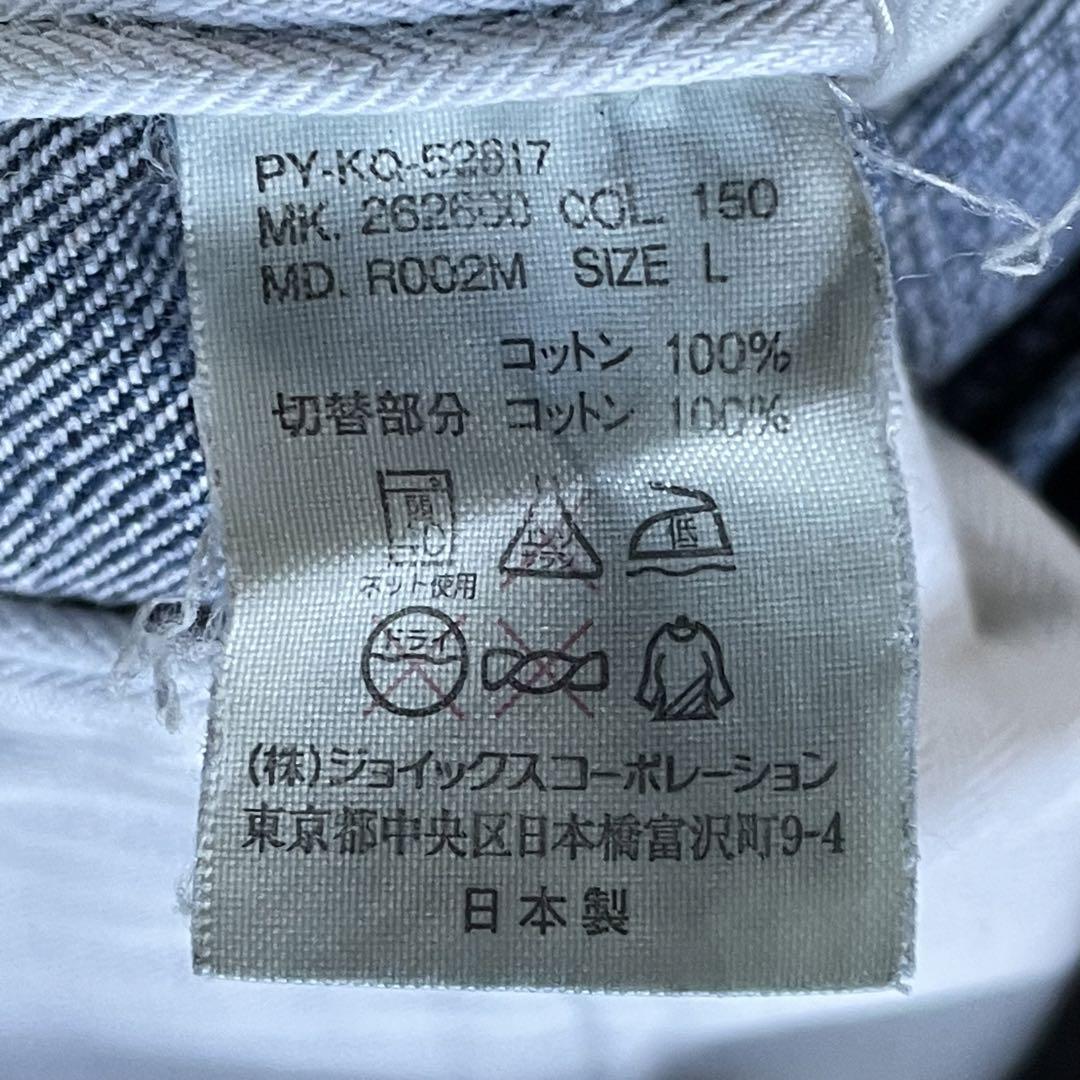 PY-KQ-52617
MK. 262600 COL 150
MD. R002M SIZE L
コットン 100%
切替部分 コットン 100%
弱
低
ネット使用
ドライ
(株)ジョイックスコーポレーション
東京都中央区日本橋富沢町9-4
日本製